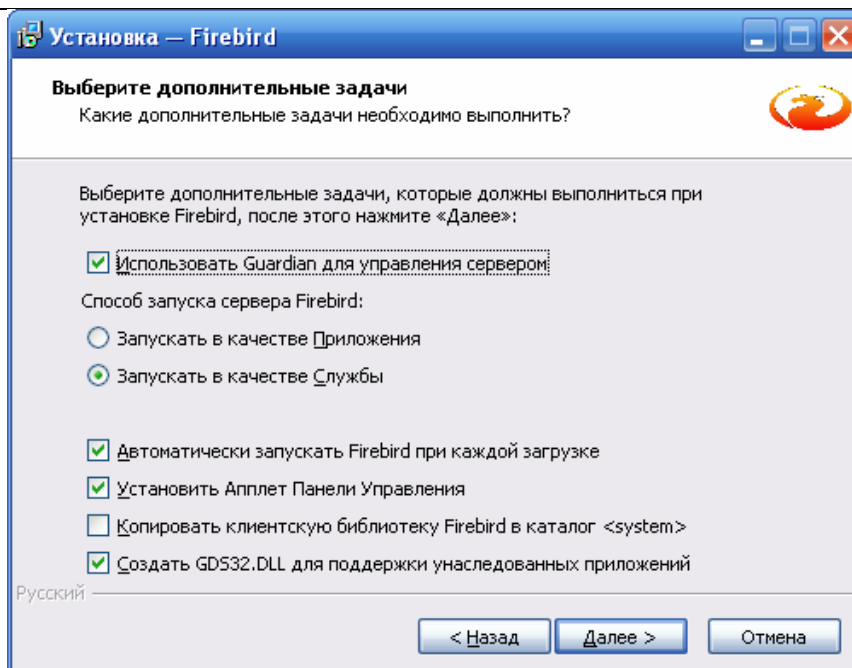 Установка — Firebird
Выберите дополнительные задачи
Какие дополнительные задачи необходимо выполнить?
Выберите дополнительные задачи, которые должны выполниться при
установке Firebird, после этого нажмите «Далее»:
Использовать Guardian для управления сервером
Способ запуска сервера Firebird:
Запускать в качестве Приложения
Запускать в качестве Службы
Автоматически запускать Firebird при каждой загрузке
Установить Апплет Панели Управления
Копировать клиентскую библиотеку Firebird в каталог <system>
Создать GDS32.DLL для поддержки унаследованных приложений
Русский
< Назад Далее > Отмена